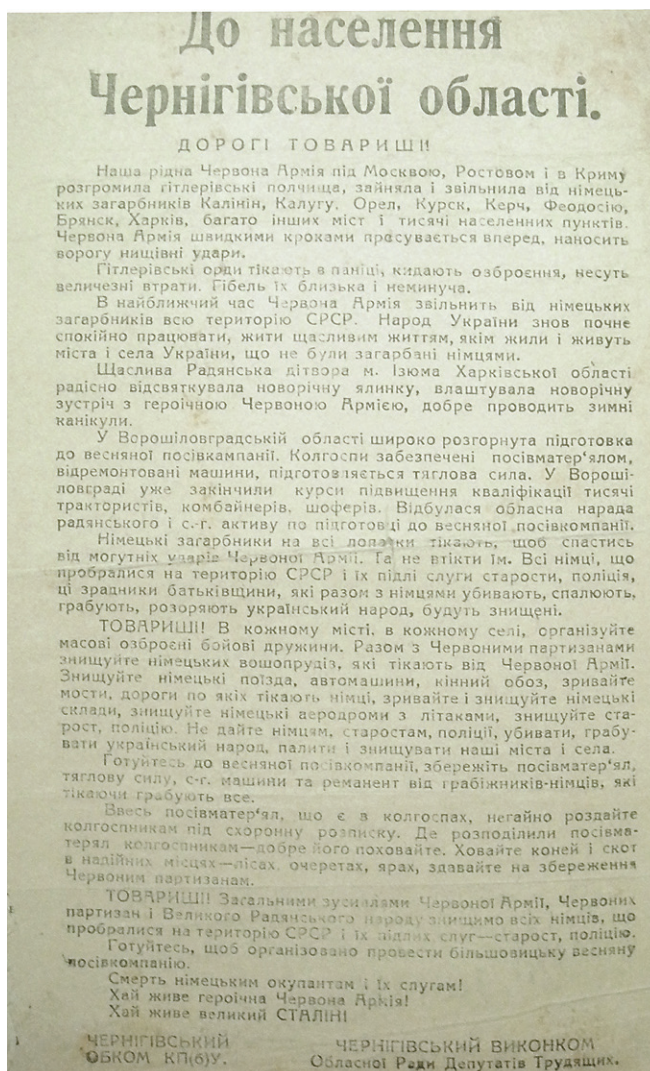 До населення
Чернігівської області.
ДОРОГІ ТОВАРИШІ!
Наша рідна Червона Армія під Москвою, Ростовом і в Криму
розгромила гітлерівські полчища, зайняла і звільнила від німець-
ких загарбників Калінін, Калугу, Орел, Курск, Керч, Феодосію,
Брянск, Харків, багато інших міст і тисячі населенних пунктів.
Червона Армія швидкими кроками просувається вперед, наносить
ворогу нищівні удари.
Гітлерівські орди тікають в паніці, кидають озброєння, несуть
величезні втрати. Гібель їх близька і неминуча.
В найближчий час Червона Армія звільнить від німецьких
загарбників всю територію СРСР. Народ України знов почне
спокійно працювати, жити щасливим життям, якім жили і живуть
міста і села України, що не були загарбані німцями.
Щаслива Радянська дітвора м. Ізюма Харківської області
радісно відсвяткувала новорічну ялинку, влаштувала новорічну
зустріч з героічною Червоною Армією, добре проводить зимні
канікули.
У Ворошіловградській області широко розгорнута підготовка
до весняної посівкампанії. Колгоспи забезпечені посівматер'ялом,
відремонтовані машини, підготовляється тяглова сила. У Вороші-
ловграді уже закінчили курси підвищення кваліфікації тисячі
трактористів, комбайнерів, шоферів. Відбулася обласна нарада
радянського і с.-г. активу по підготовці до весняної посівкомпанії.
Німецькі загарбники на всі лопатки тікають, щоб спастись
від могутніх ударів Червоної Армії. Та не втікти їм. Всі німці, що
пробралися на територію СРСР і їх підлі слуги старости, поліція,
ці зрадники батьківщини, які разом з німцями убивають, спалюють,
грабують, розоряють український народ, будуть знищені.
ТОВАРИШІ! В кожному місті, в кожному селі, організуйте
масові озброєні бойові дружини. Разом з Червоними партизанами
знищуйте німецьких вошопрудів, які тікають від Червоної Армії.
Знищуйте німецькі поїзда, автомашини, кінний обоз, зривайте
мости, дороги по яких тікають німці, зривайте і знищуйте німецькі
склади, знищуйте німецькі аеродроми з літаками, знищуйте ста-
рост, поліцію. Не дайте німцям, старостам, поліції, убивати, грабу-
вати український народ, палити і знищувати наші міста і села.
Готуйтесь до весняної посівкомпанії, збережіть посівматер'ял,
тяглову силу, с-г. машини та реманент від грабіжників-німців, які
тікаючи грабують все.
Ввесь посівматер'ял, що є в колгоспах, негайно роздайте
колгоспникам під схоронну розписку. Де розподілили посівма-
терял колгоспникам—добре його поховайте. Ховайте коней і скот
в надійних місцях—лісах, очеретах, ярах, здавайте на збереження
Червоним партизанам.
ТОВАРИШІ! Загальними зусилями Червоної Армії, Червоних
партизан і Великого Радянського народу знищимо всіх німців, що
пробралися на територію СРСР і їх підлих слуг—старост, поліцію.
Готуйтесь, щоб організовано провести більшовицьку весняну
посівкомпанію.
Смерть німецьким окупантам і їх слугам!
Хай живе героічна Червона Армія!
Хай живе великий СТАЛІН!
ЧЕРНІГІВСЬКИЙ
ОБКОМ КП(б)У.
ЧЕРНІГІВСЬКИЙ ВИКОНКОМ
Обласної Ради Депутатів Трудящих.